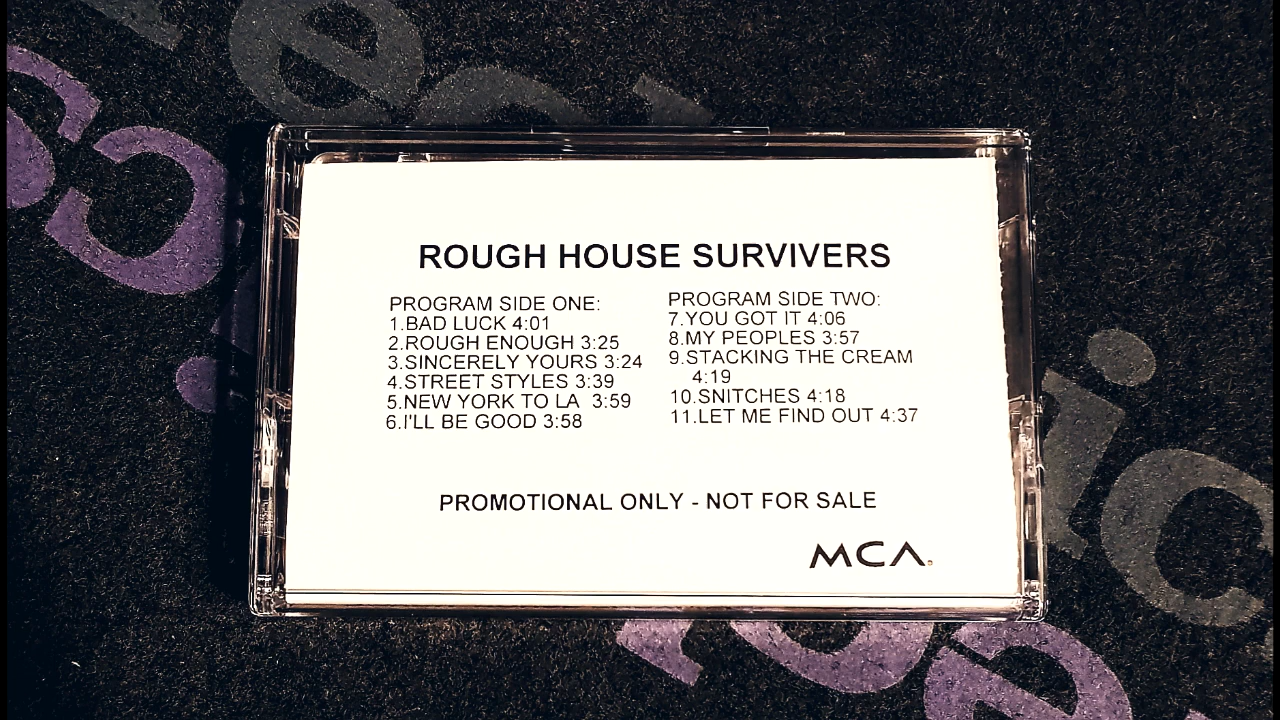 ROUGH HOUSE SURVIVERS
PROGRAM SIDE ONE:
1.BAD LUCK 4:01
2.ROUGH ENOUGH 3:25
3.SINCERELY YOURS 3:24
4.STREET STYLES 3:39
5.NEW YORK TO LA  3:59
6.I'LL BE GOOD 3:58
PROGRAM SIDE TWO:
7.YOU GOT IT 4:06
8.MY PEOPLES 3:57
9.STACKING THE CREAM
4:19
10.SNITCHES 4:18
11.LET ME FIND OUT 4:37
PROMOTIONAL ONLY - NOT FOR SALE
MCA.